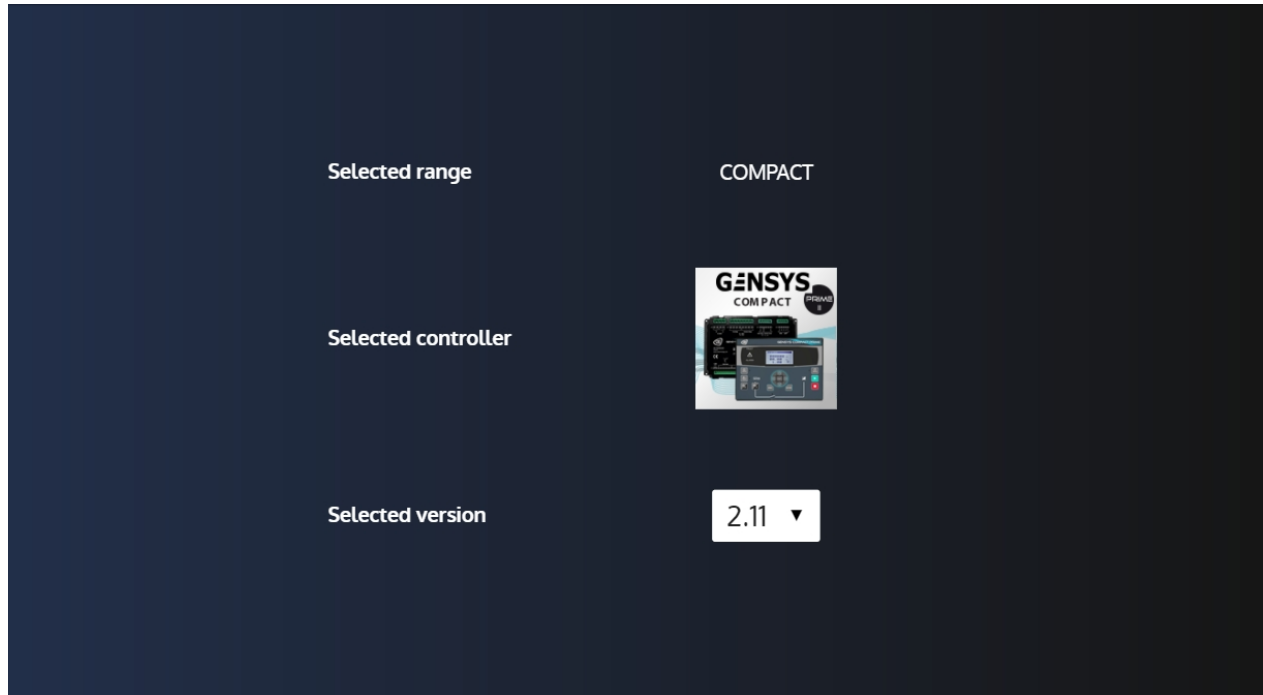 Selected range
COMPACT
GENSYS
COMPACT
PRIME
Selected controller
Selected version
2.11